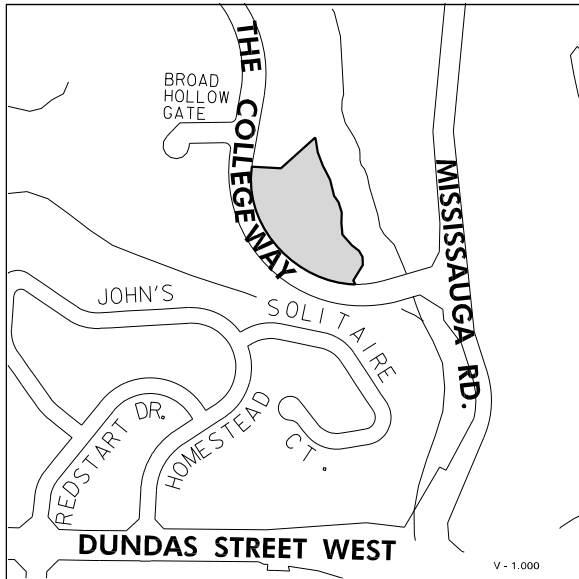 THE COLLEGEWAY
BROAD
HOLLOW
GATE
MISSISSAUGA RD.
JOHN'S
SOLITAIRE
CT.
REDSTART DR.
HOMESTEAD
DUNDAS STREET WEST
V - 1.000